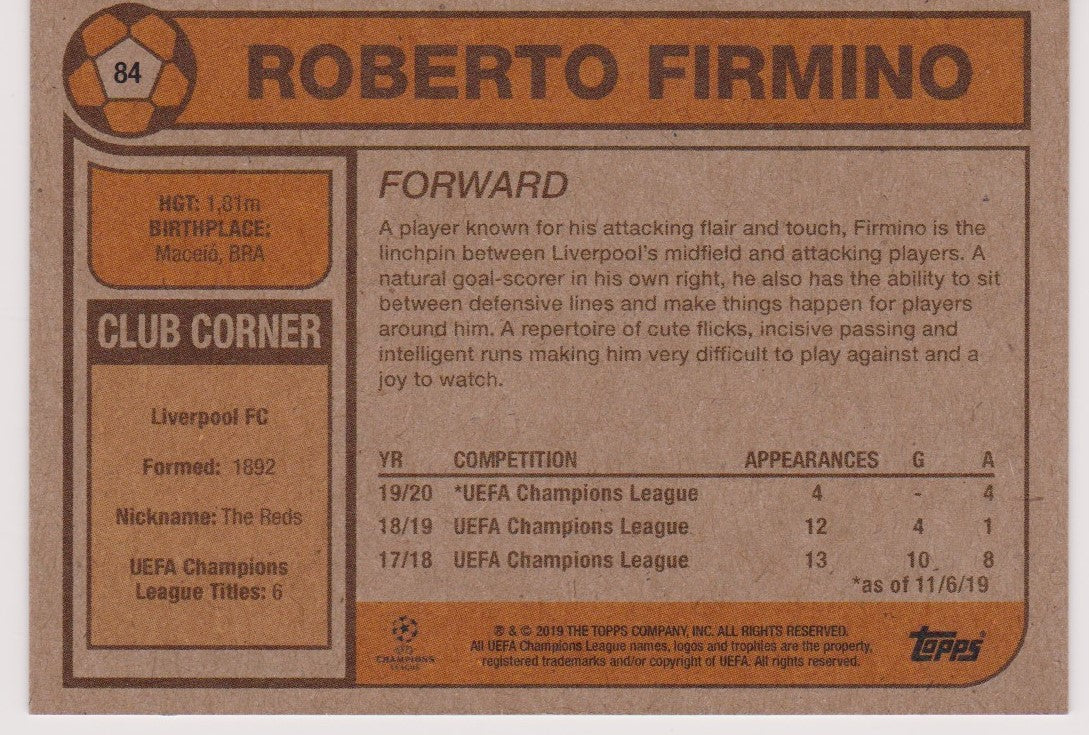 84
ROBERTO FIRMINO
HGT: 1,81m
BIRTHPLACE:
Maceió, BRA
CLUB CORNER
Liverpool FC
Formed: 1892
Nickname: The Reds
UEFA Champions
League Titles: 6
FORWARD
A player known for his attacking flair and touch, Firmino is the
linchpin between Liverpool's midfield and attacking players. A
natural goal-scorer in his own right, he also has the ability to sit
between defensive lines and make things happen for players
around him. A repertoire of cute flicks, incisive passing and
intelligent runs making him very difficult to play against and a
joy to watch.
YR COMPETITION APPEARANCES G A
19/20 *UEFA Champions League 4 - 4
18/19 UEFA Champions League 12 4 1
17/18 UEFA Champions League 13 10 8
*as of 11/6/19
CHAMPIONS
LEAGUE
® & © 2019 THE TOPPS COMPANY, INC. ALL RIGHTS RESERVED.
All UEFA Champions League names, logos and trophies are the property,
registered trademarks and/or copyright of UEFA. All rights reserved.
topps